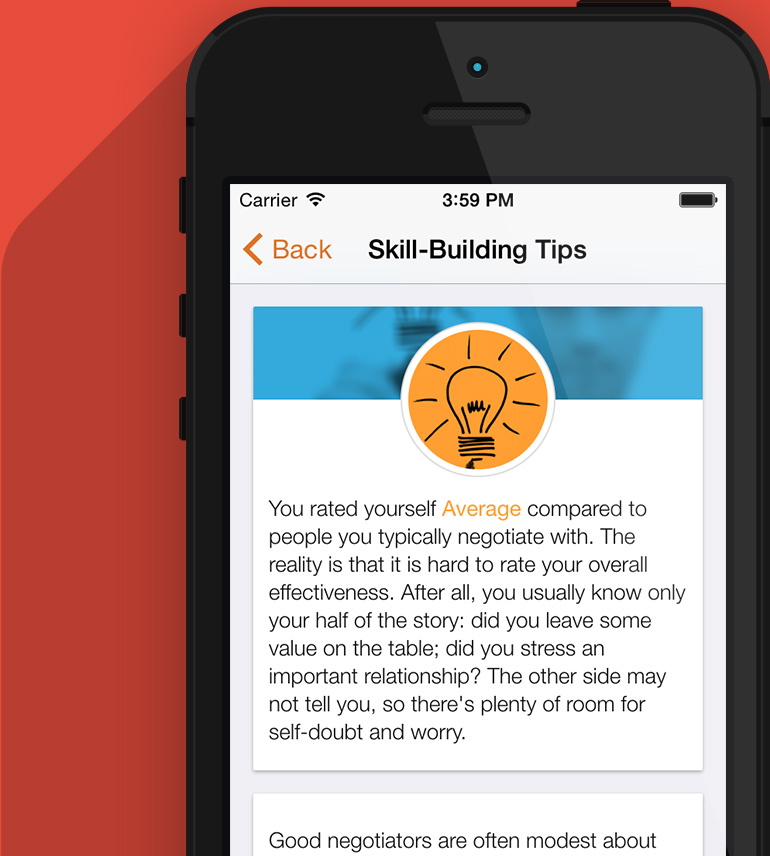 Carrier 3:59 PM
Back Skill-Building Tips
You rated yourself Average compared to
people you typically negotiate with. The
reality is that it is hard to rate your overall
effectiveness. After all, you usually know only
your half of the story: did you leave some
value on the table; did you stress an
important relationship? The other side may
not tell you, so there's plenty of room for
self-doubt and worry.
Good negotiators are often modest about